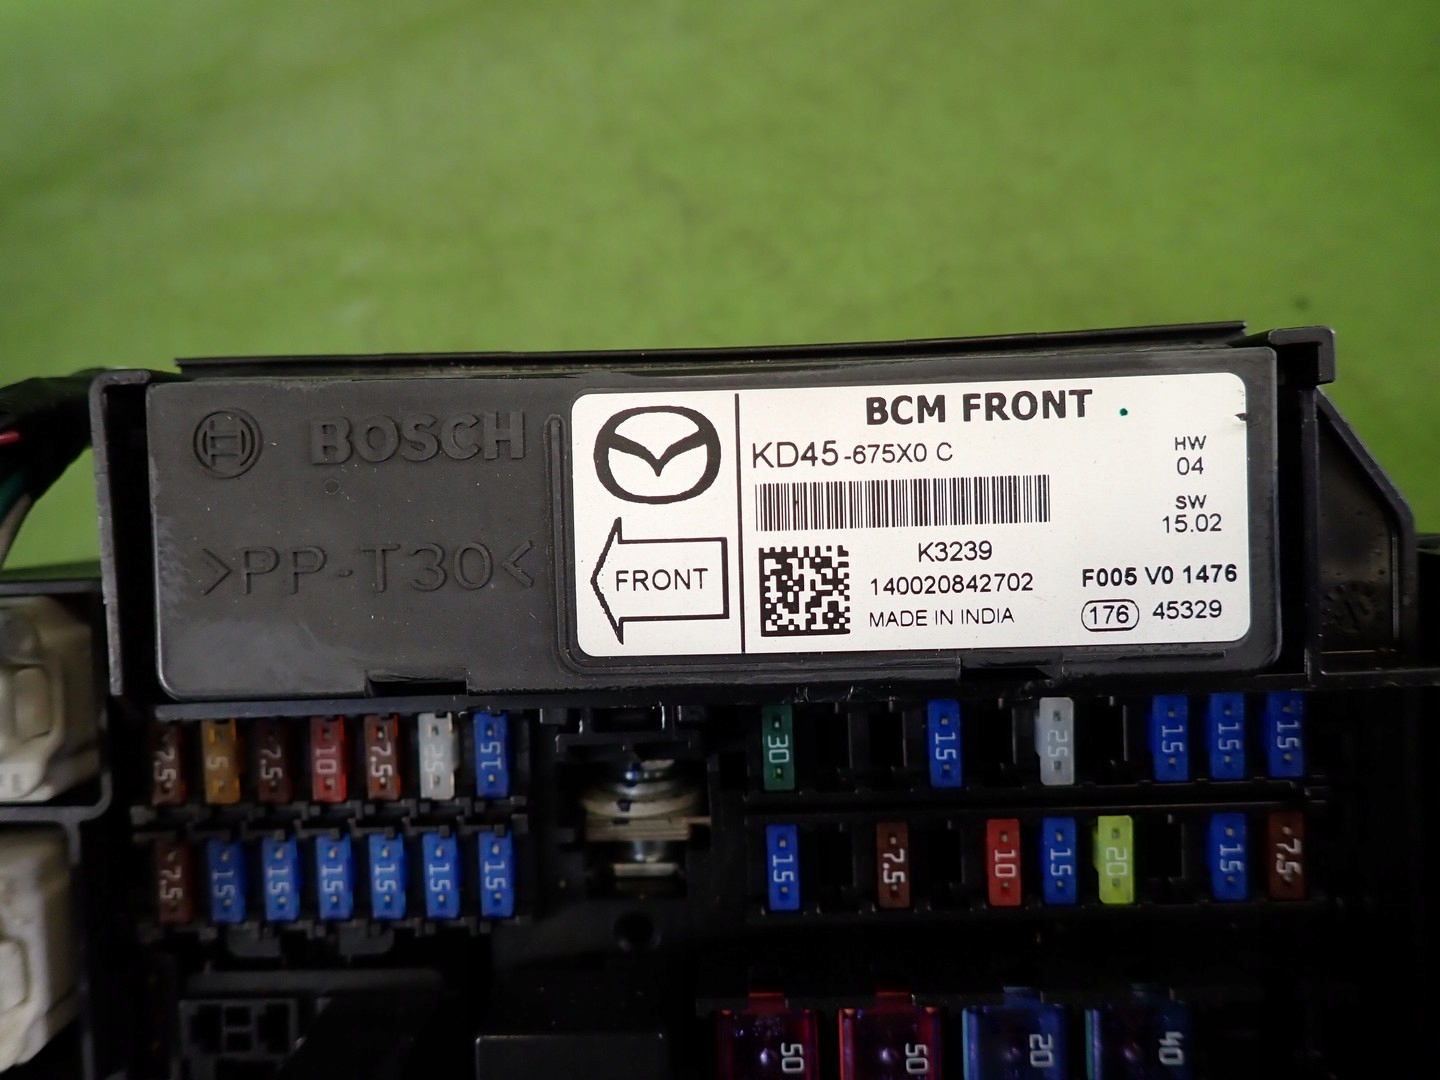 BOSCH
>PP-T30<
FRONT
BCM FRONT
KD45-675X0 C
HW
04
SW
15.02
K3239
140020842702
MADE IN INDIA
F005 V0 1476
176 45329
7.5 5 7.5 10 7.5 25 15
30 15 25 15 15 15
7.5 15 15 15 15 15 15
15 7.5 10 15 20 15 7.5
50 50 20 40